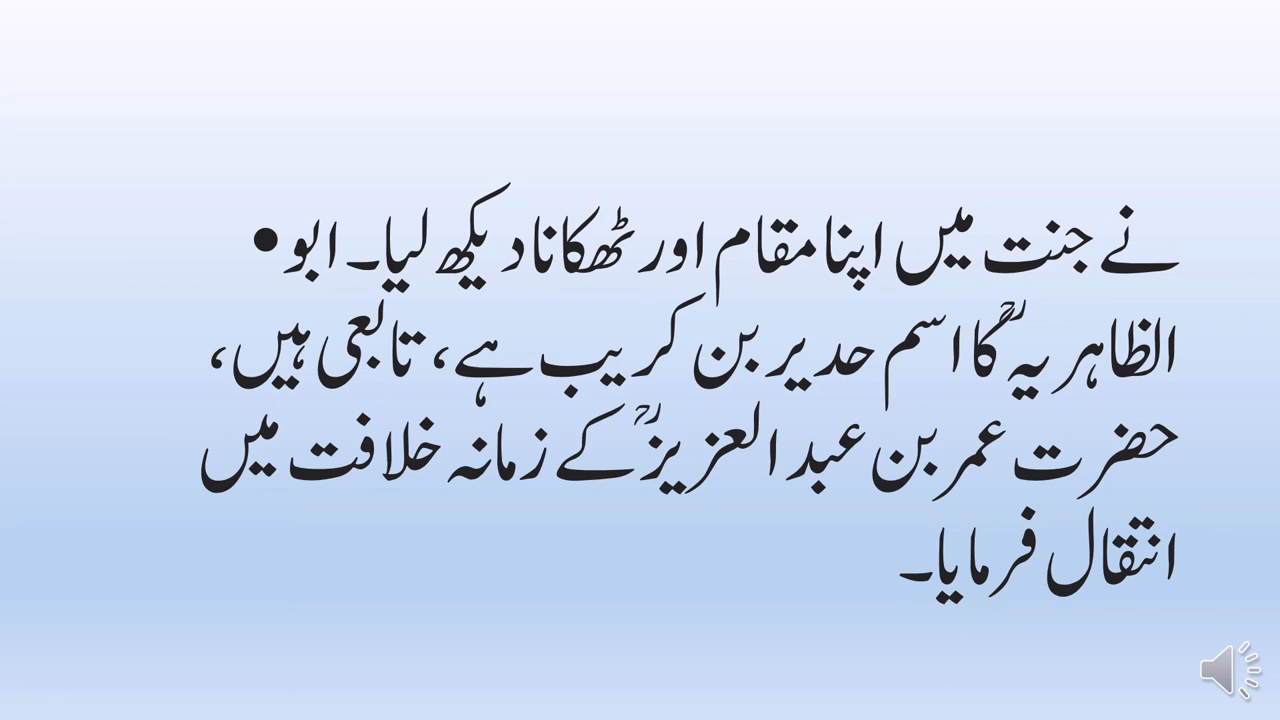 نے جنت میں اپنا مقام اور ٹھکانا دیکھ لیا۔ ابو •
الظاہریہؒ کا اسم حدیر بن کریب ہے، تابعی ہیں،
حضرت عمر بن عبد العزیزؒ کے زمانہ خلافت میں
انتقال فرمایا۔